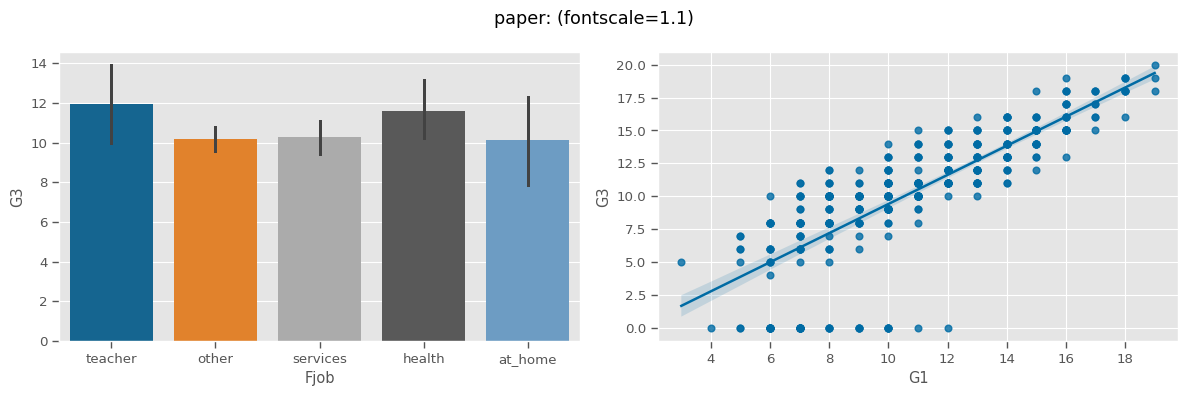 paper: (fontscale=1.1)
14
12
10
8
6
4
2
0
G3
teacher other services health at_home
Fjob
20.0
17.5
15.0
12.5
10.0
7.5
5.0
2.5
0.0
G3
4 6 8 10 12 14 16 18
G1